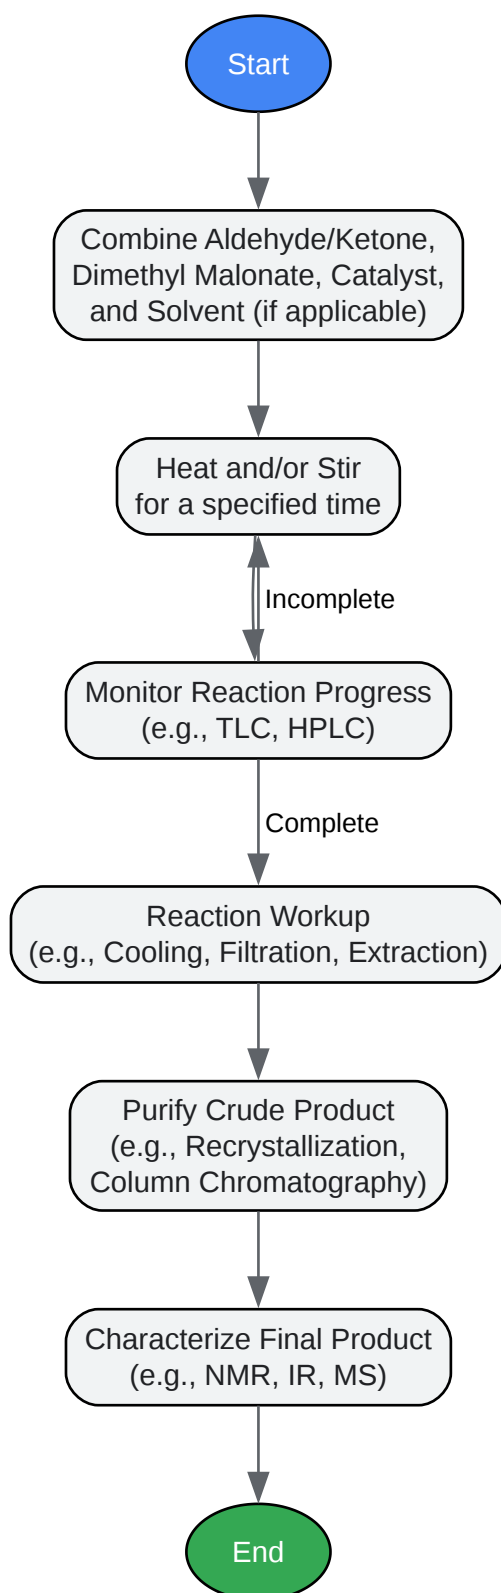 Start
Combine Aldehyde/Ketone,
Dimethyl Malonate, Catalyst,
and Solvent (if applicable)
Heat and/or Stir
for a specified time
Incomplete
Monitor Reaction Progress
(e.g., TLC, HPLC)
Complete
Reaction Workup
(e.g., Cooling, Filtration, Extraction)
Purify Crude Product
(e.g., Recrystallization,
Column Chromatography)
Characterize Final Product
(e.g., NMR, IR, MS)
End